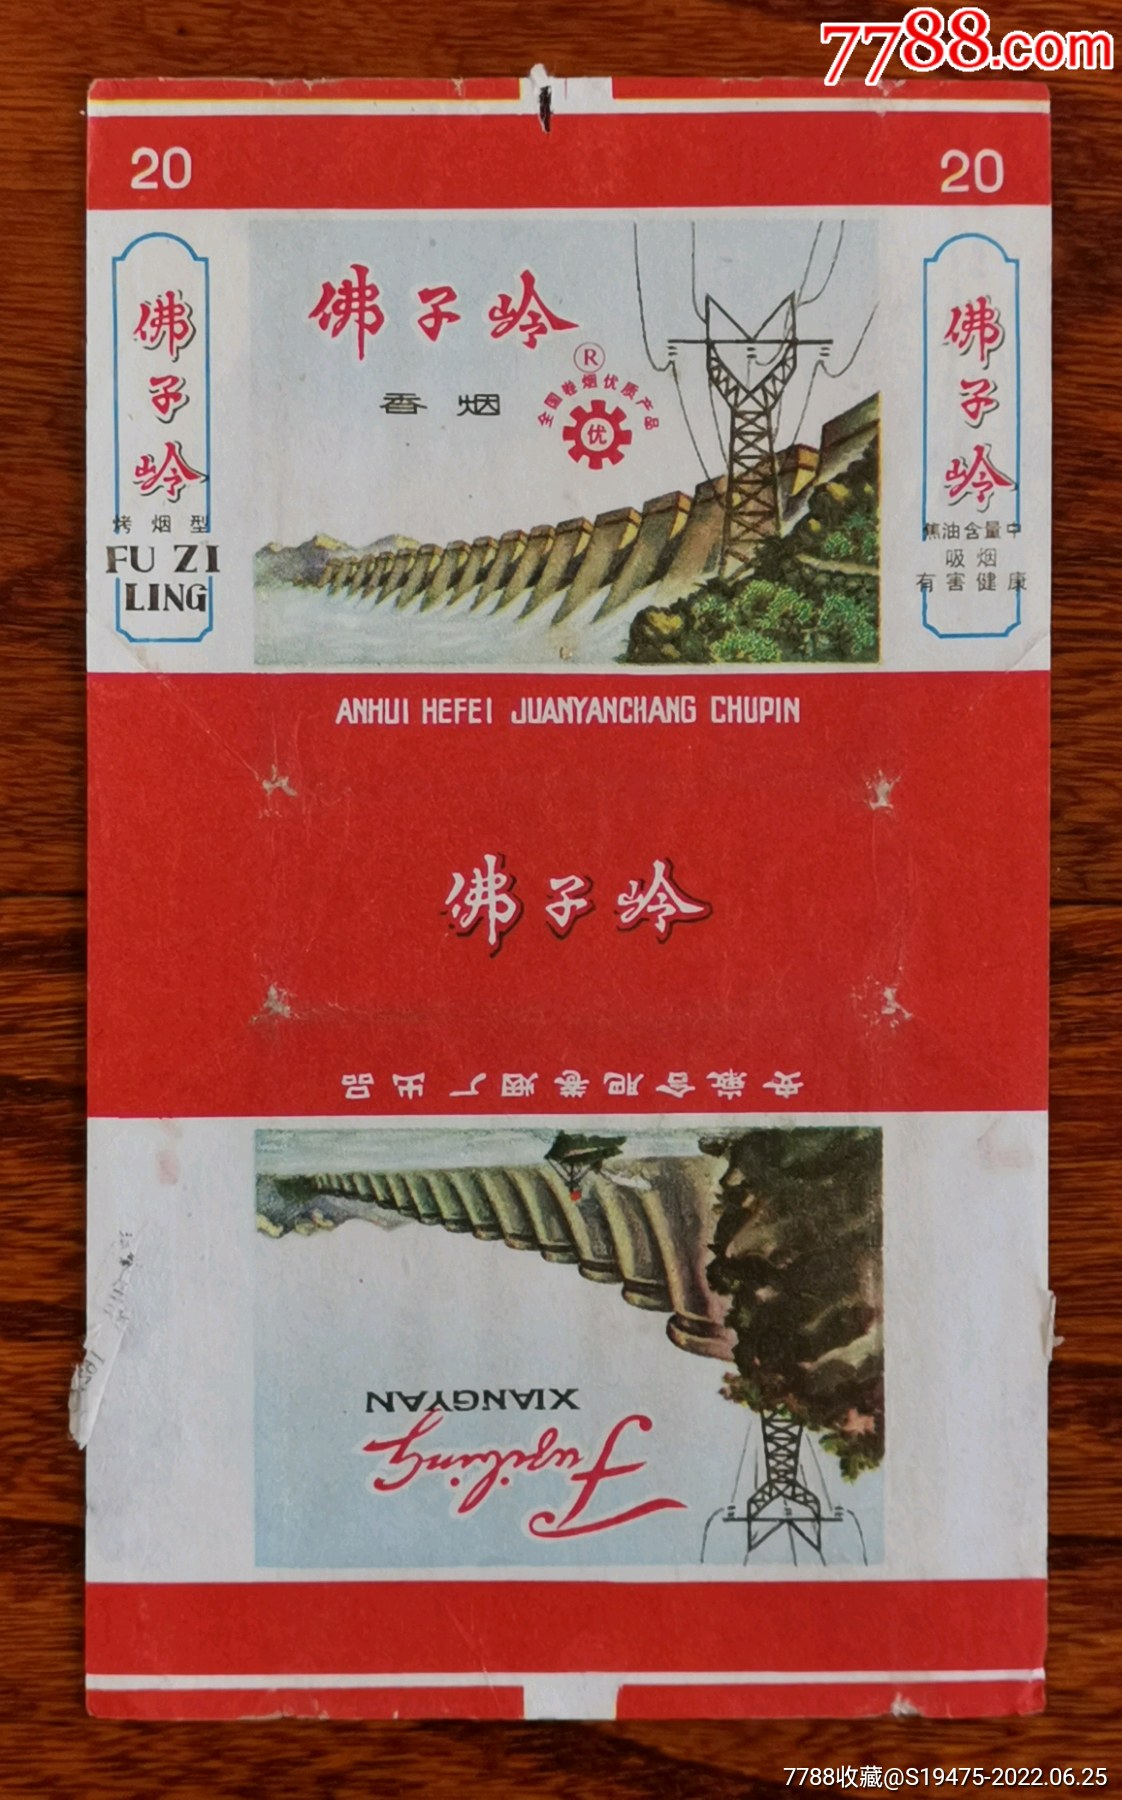 7788.com
20
20
佛子岭
香烟
R
全国卷烟优质产品
优
佛子岭
烤烟型
FU ZI
LING
佛子岭
焦油含量中
吸烟
有害健康
ANHUI HEFEI JUANYANCHANG CHUPIN
佛子岭
安徽合肥卷烟厂出品
Fuziling
XIANGYAN
7788收藏@S19475-2022.06.25